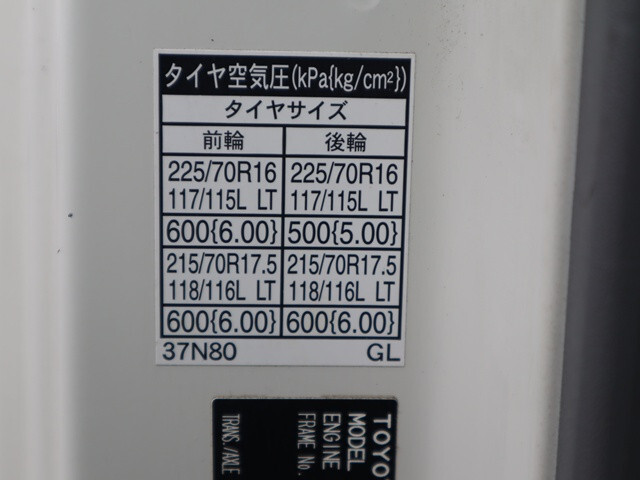 タイヤ空気圧(kPa{kg/cm²})
タイヤサイズ
前輪 後輪
225/70R16 225/70R16
117/115L LT 117/115L LT
600{6.00} 500{5.00}
215/70R17.5 215/70R17.5
118/116L LT 118/116L LT
600{6.00} 600{6.00}
37N80 GL
TOYO
MODEL
ENGINE
FRAME No.
TRANS./AXLE